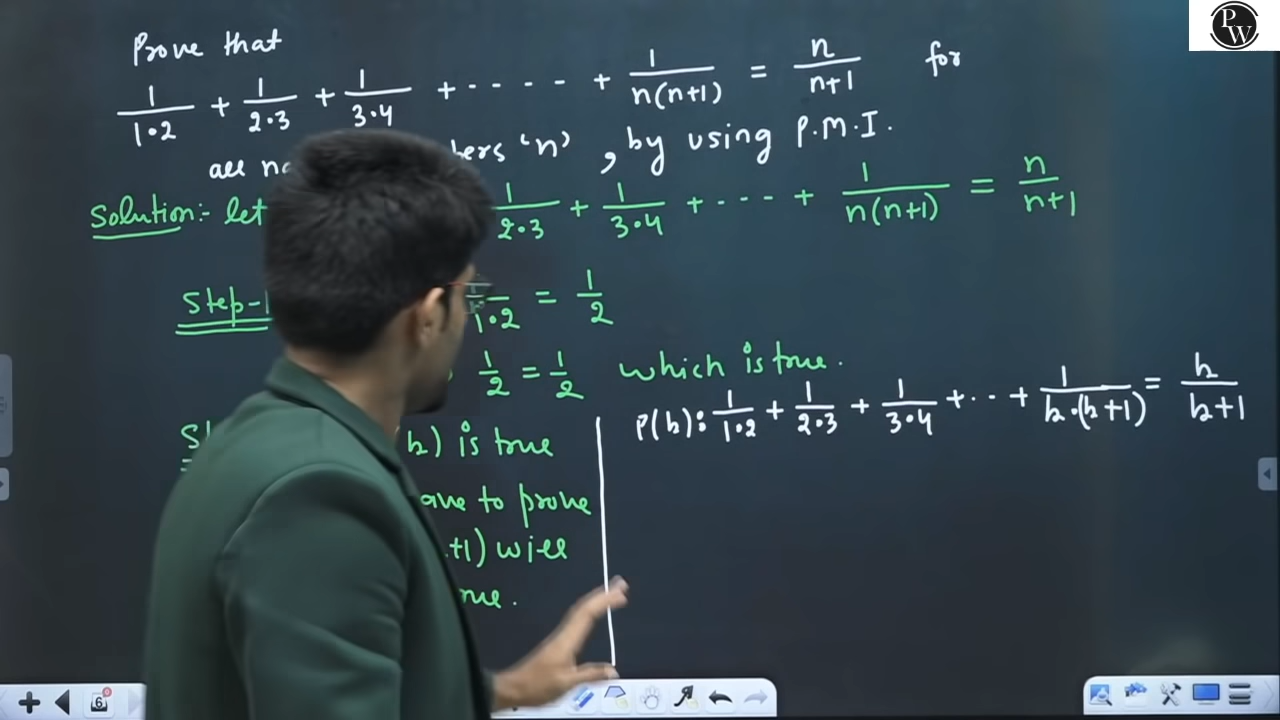 PW
Prove that
1/1·2 + 1/2·3 + 1/3·4 + ---- + 1/n(n+1) = n/n+1 for
all bers 'n', by using P.M.I.
Solution:- let 1/2·3 + 1/3·4 + ---- + 1/n(n+1) = n/n+1
Step-1 1·2 = 1/2
1/2 = 1/2 which is true.
k) is true
ave to prove
+1) will
ue.
P(k): 1/1·2 + 1/2·3 + 1/3·4 + ·-- + 1/k·(k+1) = k/k+1
6